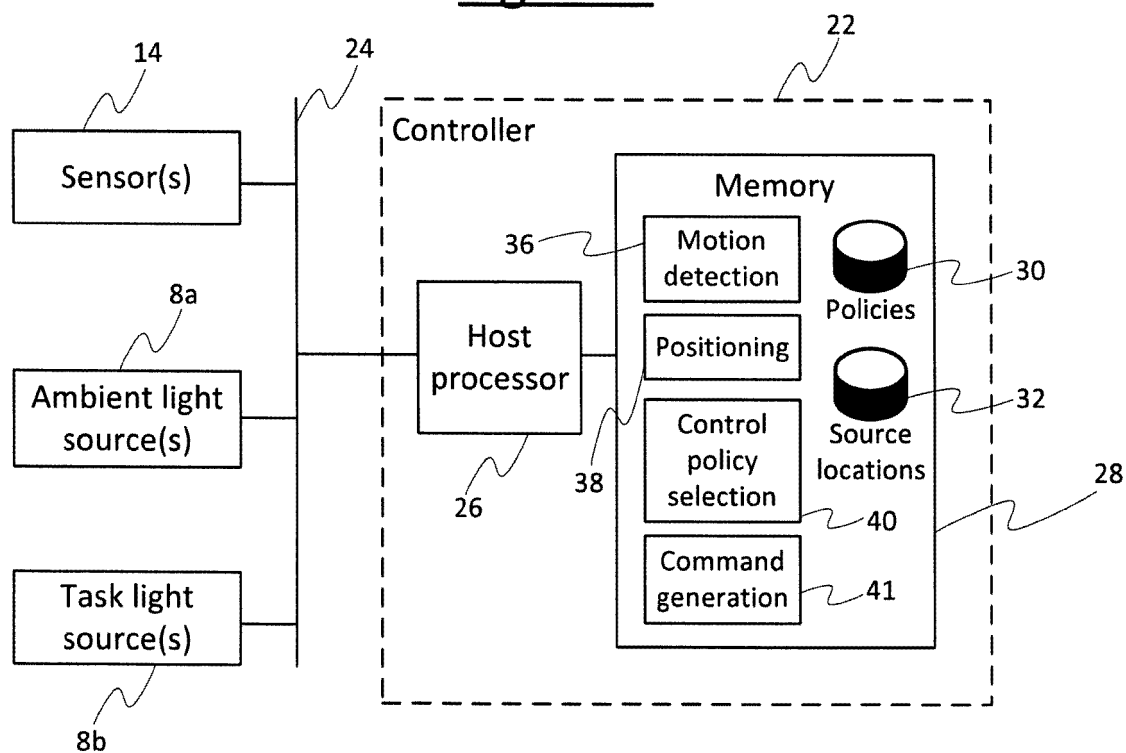 14
24
22
Controller
Sensor(s)
Memory
36
Motion
detection
30
Policies
8a
Host
processor
Positioning
32
Source
locations
Ambient light
source(s)
Control
policy
selection
38
26
40
28
Command
generation
41
Task light
source(s)
8b